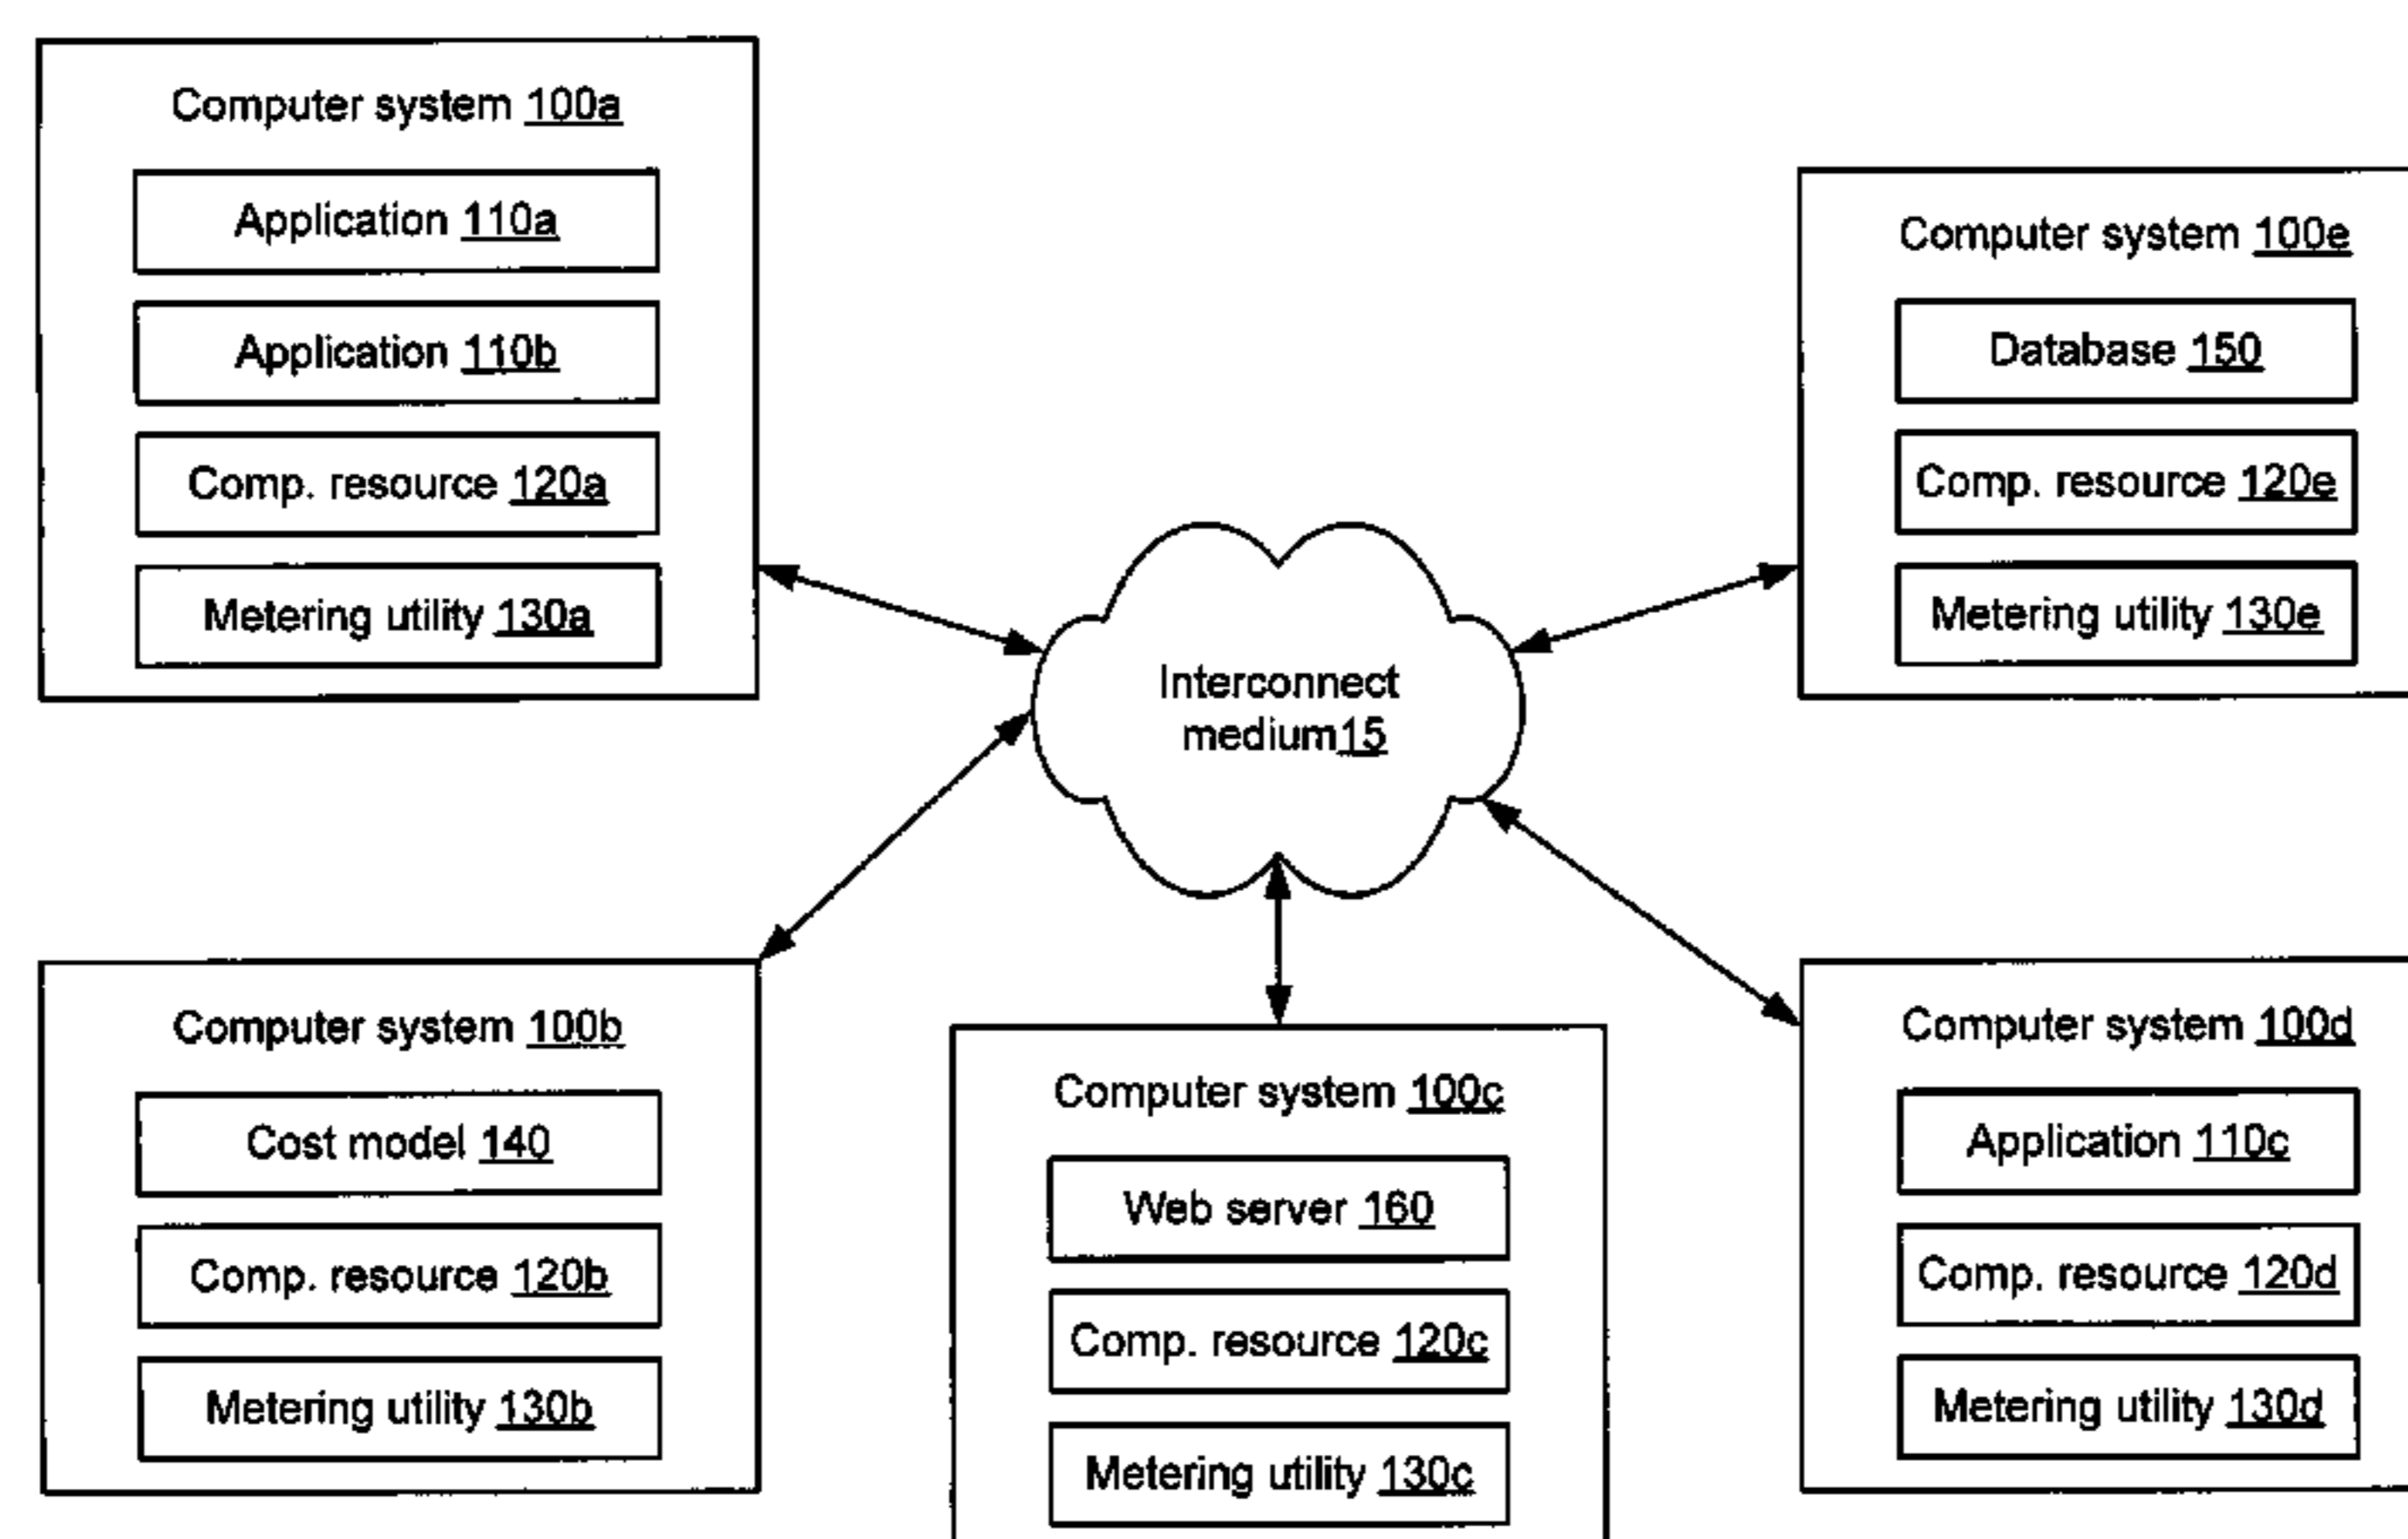 Computer system 100a
Application 110a
Application 110b
Comp. resource 120a
Metering utility 130a
Computer system 100e
Database 150
Comp. resource 120e
Metering utility 130e
Interconnect
medium15
Computer system 100b
Cost model 140
Comp. resource 120b
Metering utility 130b
Computer system 100c
Web server 160
Comp. resource 120c
Metering utility 130c
Computer system 100d
Application 110c
Comp. resource 120d
Metering utility 130d